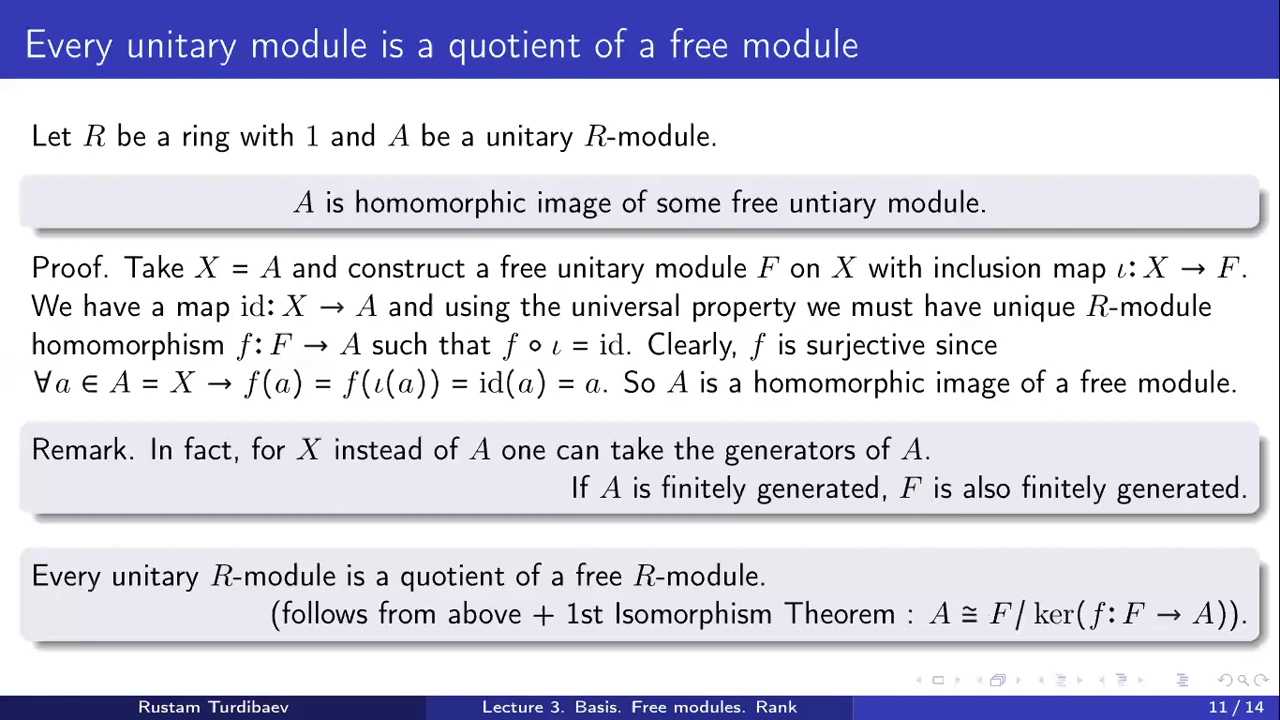 Every unitary module is a quotient of a free module
Let R be a ring with 1 and A be a unitary R-module.
A is homomorphic image of some free untiary module.
Proof. Take X = A and construct a free unitary module F on X with inclusion map ι: X → F.
We have a map id: X → A and using the universal property we must have unique R-module
homomorphism f: F → A such that f ∘ ι = id. Clearly, f is surjective since
∀a ∈ A = X → f(a) = f(ι(a)) = id(a) = a. So A is a homomorphic image of a free module.
Remark. In fact, for X instead of A one can take the generators of A.
If A is finitely generated, F is also finitely generated.
Every unitary R-module is a quotient of a free R-module.
(follows from above + 1st Isomorphism Theorem : A ≅ F/ker(f: F → A)).
Rustam Turdibaev
Lecture 3. Basis. Free modules. Rank
11 / 14